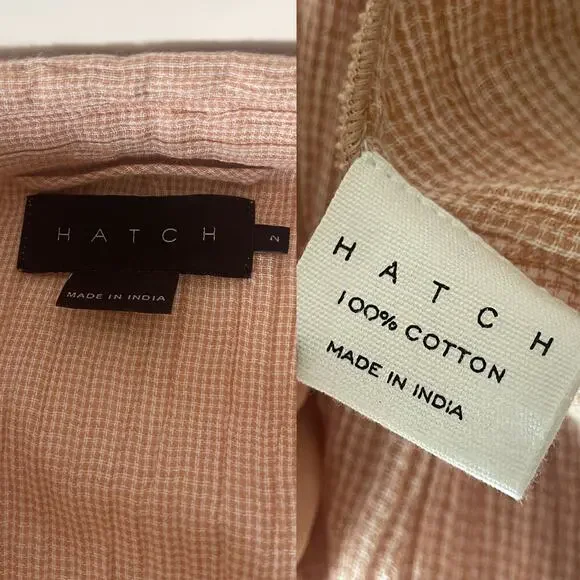 HATCH
2
MADE IN INDIA
HATCH
100% COTTON
MADE IN INDIA